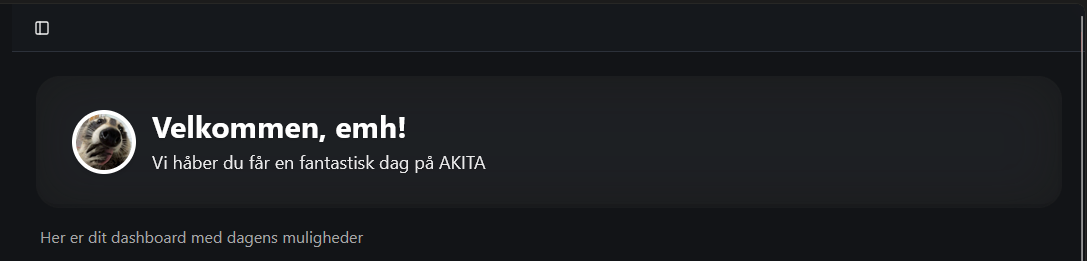 Velkommen, emh!
Vi håber du får en fantastisk dag på AKITA
Her er dit dashboard med dagens muligheder